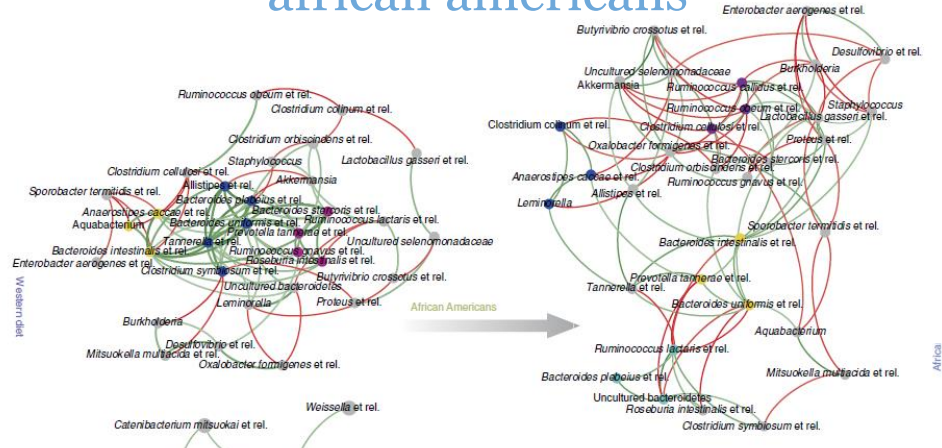 african americans
Enterobacter aerogenes et rel.
Butyrivibrio crossotus et rel.
Desulfovibrio et rel.
Uncultured selenomonadaceae
Burkholderia
Akkermansia
Ruminococcus callidus et rel.
Ruminococcus obeum et rel.
Staphylococcus
Lactobacillus gasseri et rel.
Clostridium colinum et rel.
Clostridium cellulosi et rel.
Proteus et rel.
Oxalobacter formigenes et rel.
Bacteroides stercoris et rel.
Clostridium orbiscindens et rel.
Anaerostipes caccae et rel.
Ruminococcus gnavus et rel.
Allistipes et rel.
Leminorella
Sporobacter termitidis et rel.
Bacteroides intestinalis et rel.
Prevotella tannerae et rel.
Tannerella et rel.
Bacteroides uniformis et rel.
Aquabacterium
Ruminococcus lactaris et rel.
Mitsuokella multiacida et rel.
Bacteroides plebeius et rel.
Uncultured bacteroidetes
Roseburia intestinalis et rel.
Clostridium symbiosum et rel.
Ruminococcus obeum et rel.
Clostridium colinum et rel.
Clostridium orbiscindens et rel.
Staphylococcus
Lactobacillus gasseri et rel.
Clostridium cellulosi et rel.
Akkermansia
Allistipes et rel.
Sporobacter termitidis et rel.
Bacteroides plebeius et rel.
Anaerostipes caccae et rel.
Bacteroides stercoris et rel.
Aquabacterium
Bacteroides uniformis et rel.
Ruminococcus lactaris et rel.
Prevotella tannerae et rel.
Tannerella et rel.
Uncultured selenomonadaceae
Bacteroides intestinalis et rel.
Ruminococcus gnavus et rel.
Enterobacter aerogenes et rel.
Roseburia intestinalis et rel.
Clostridium symbiosum et rel.
Butyrivibrio crossotus et rel.
Uncultured bacteroidetes
Leminorella
Proteus et rel.
Burkholderia
Desulfovibrio et rel.
Mitsuokella multiacida et rel.
Oxalobacter formigenes et rel.
Weissella et rel.
Catenibacterium mitsuokai et rel.
Western diet
African Americans
Africa